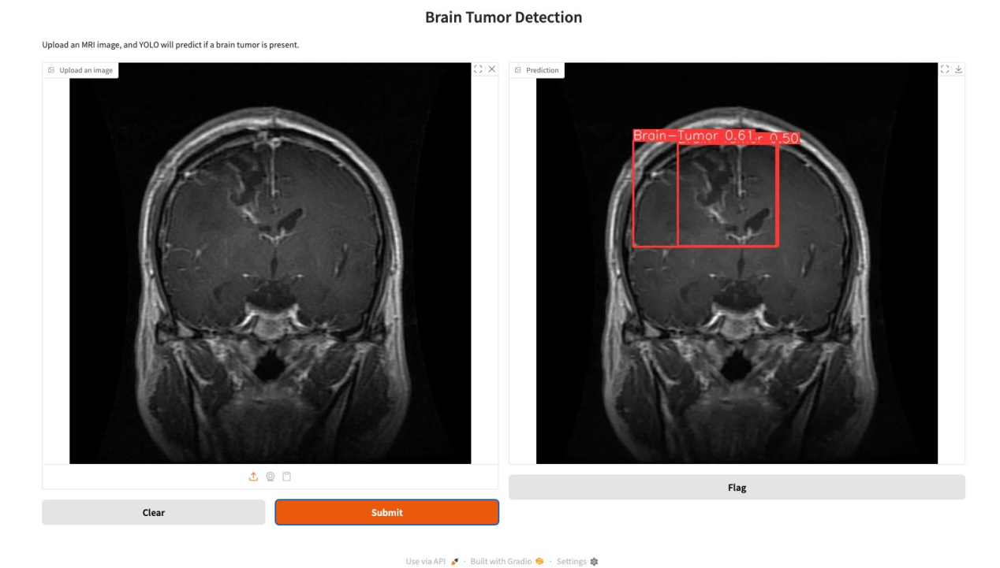 Brain Tumor Detection
Upload an MRI image, and YOLO will predict if a brain tumor is present.
Upload an image
Prediction
Brain-Tumor 0.61
0.50
Flag
Clear
Submit
Use via API · Built with Gradio · Settings